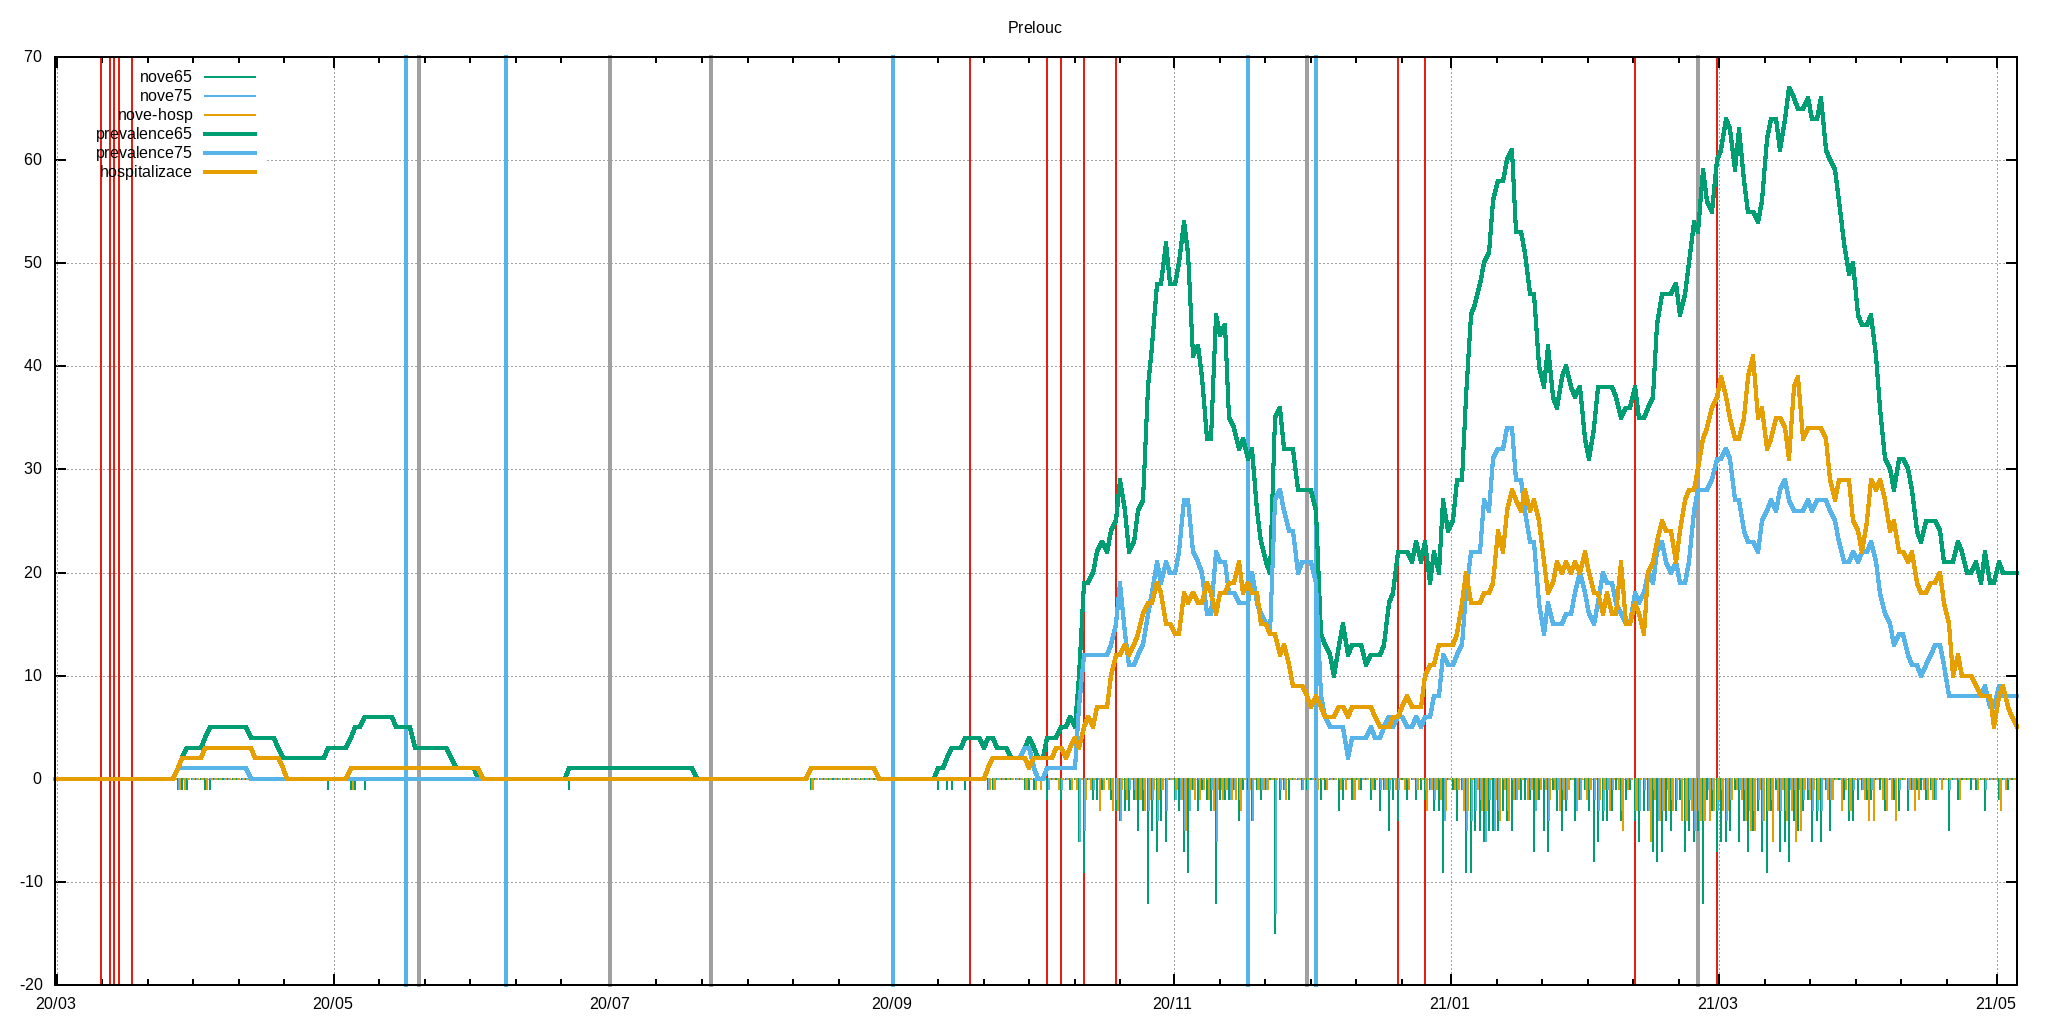 Prelouc
70
60
50
40
30
20
10
0
-10
-20
nove65
nove75
nove-hosp
prevalence65
prevalence75
hospitalizace
20/03 20/05 20/07 20/09 20/11 21/01 21/03 21/05